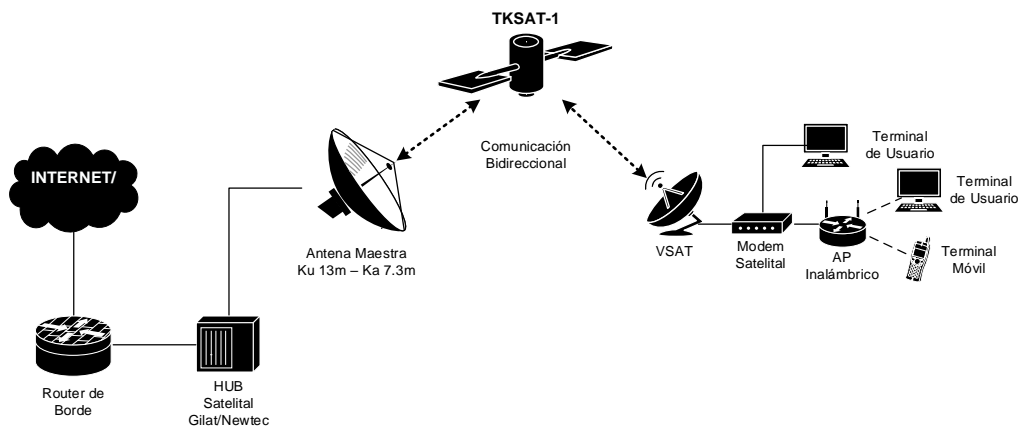 TKSAT-1
Comunicación
Bidireccional
INTERNET/
Antena Maestra
Ku 13m – Ka 7.3m
Router de
Borde
HUB
Satelital
Gilat/Newtec
VSAT
Modem
Satelital
AP
Inalámbrico
Terminal
de Usuario
Terminal
de Usuario
Terminal
Móvil